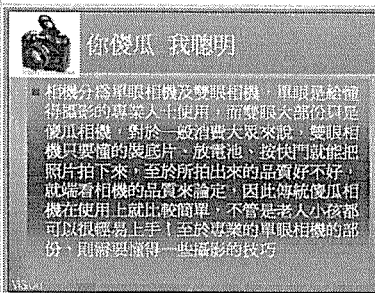 你傻瓜 我聰明
相機分為單眼相機及雙眼相機，單眼是給懂
得攝影的專業人士使用，而雙眼大部份只是
傻瓜相機，對於一般消費大眾來說，雙眼相
機只要懂的裝底片、放電池、按快門就能把
照片拍下來，至於所拍出來的品質好不好，
就端看相機的品質來論定，因此傳統傻瓜相
機在使用上就比較簡單，不管是老人小孩都
可以很輕易上手！至於專業的單眼相機的部
份、則需要懂得一些攝影的技巧